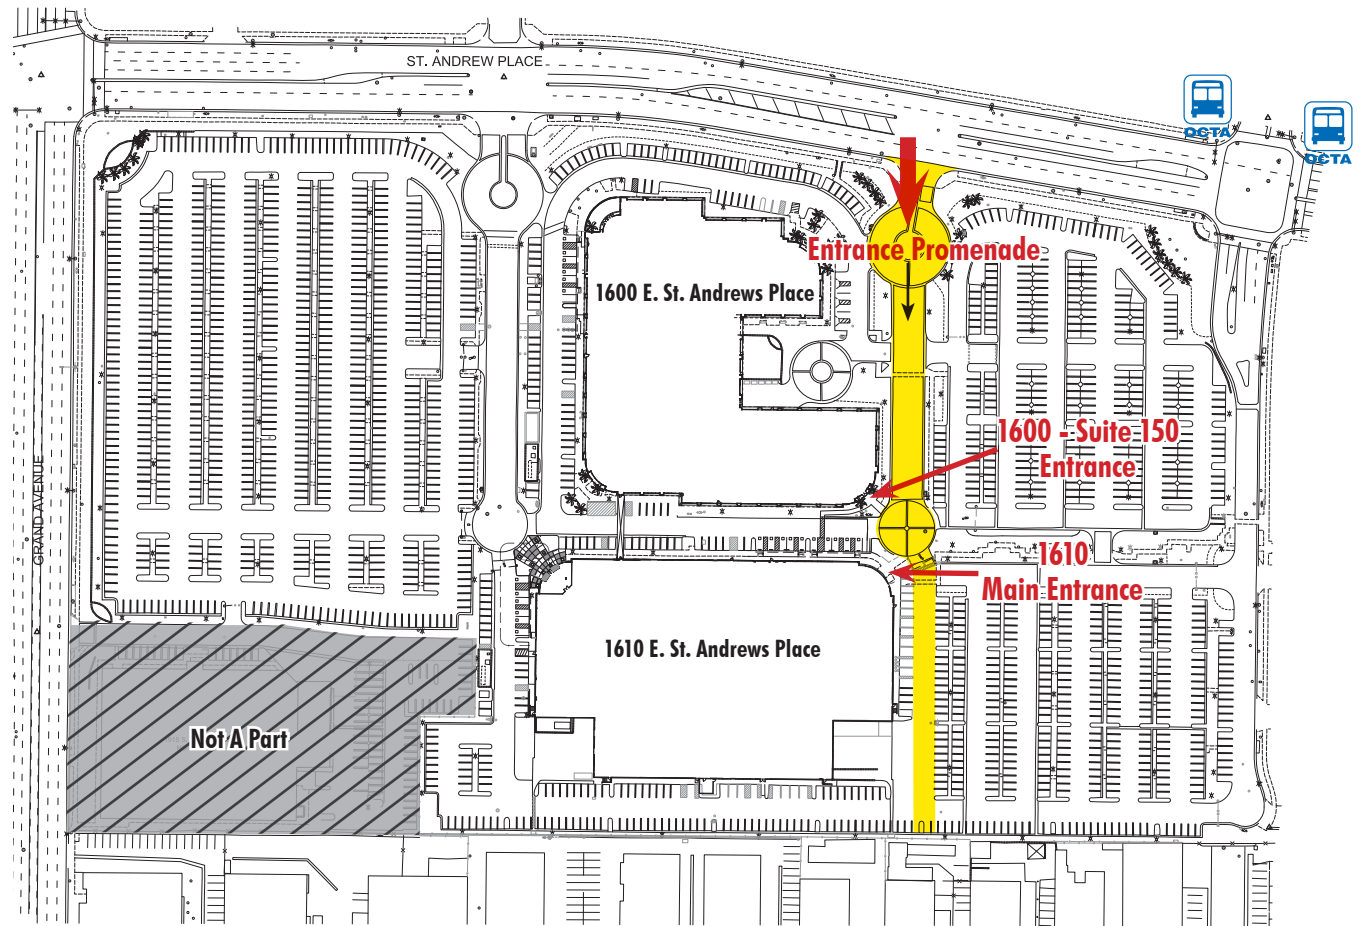 ST. ANDREW PLACE
OCTA
OCTA
Entrance Promenade
1600 E. St. Andrews Place
1600 - Suite 150
Entrance
GRAND AVENUE
1610
Main Entrance
1610 E. St. Andrews Place
Not A Part